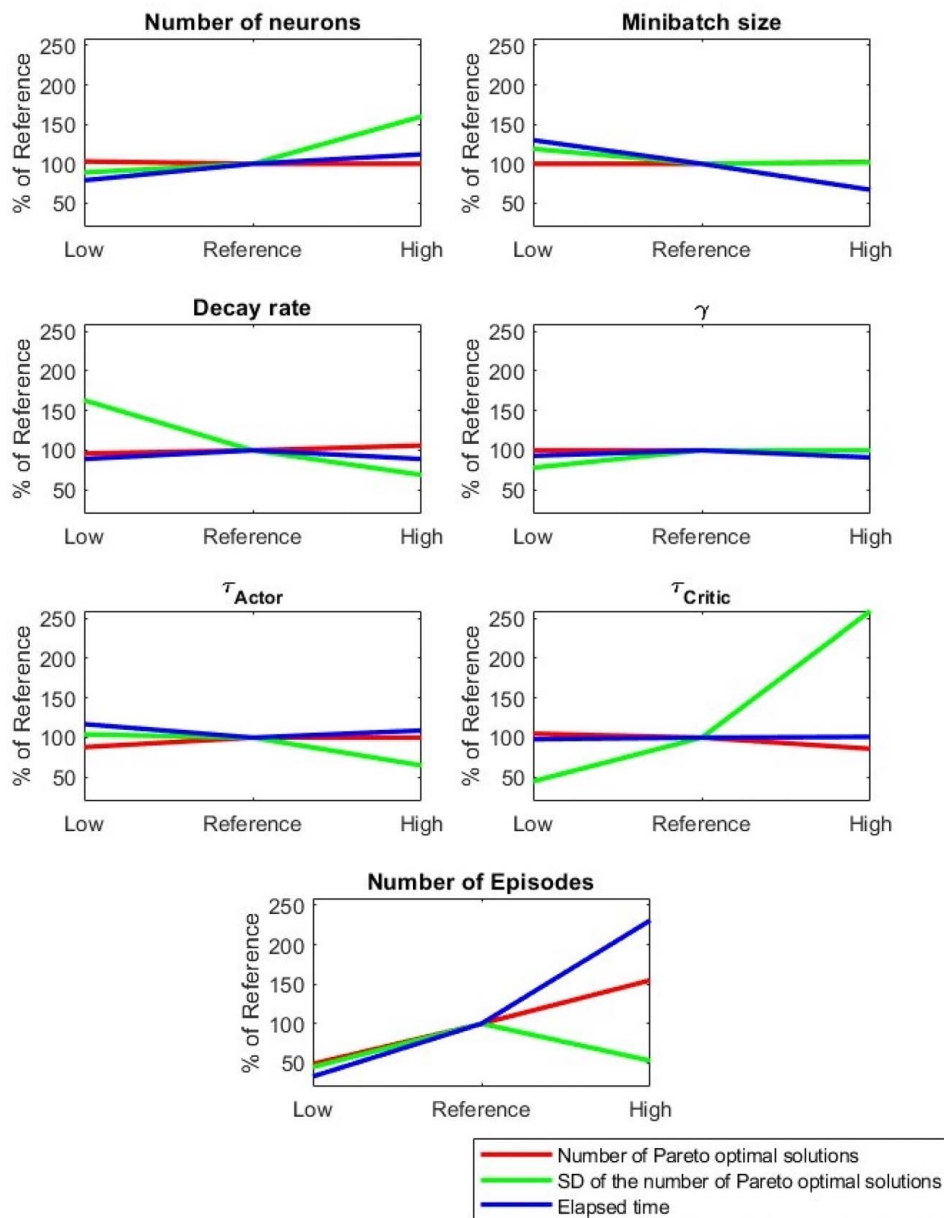 Number of neurons
% of Reference
250
200
150
100
50
Low Reference High
Minibatch size
% of Reference
250
200
150
100
50
Low Reference High
Decay rate
% of Reference
250
200
150
100
50
Low Reference High
γ
% of Reference
250
200
150
100
50
Low Reference High
τ Actor
% of Reference
250
200
150
100
50
Low Reference High
τ Critic
% of Reference
250
200
150
100
50
Low Reference High
Number of Episodes
% of Reference
250
200
150
100
50
Low Reference High
Number of Pareto optimal solutions
SD of the number of Pareto optimal solutions
Elapsed time